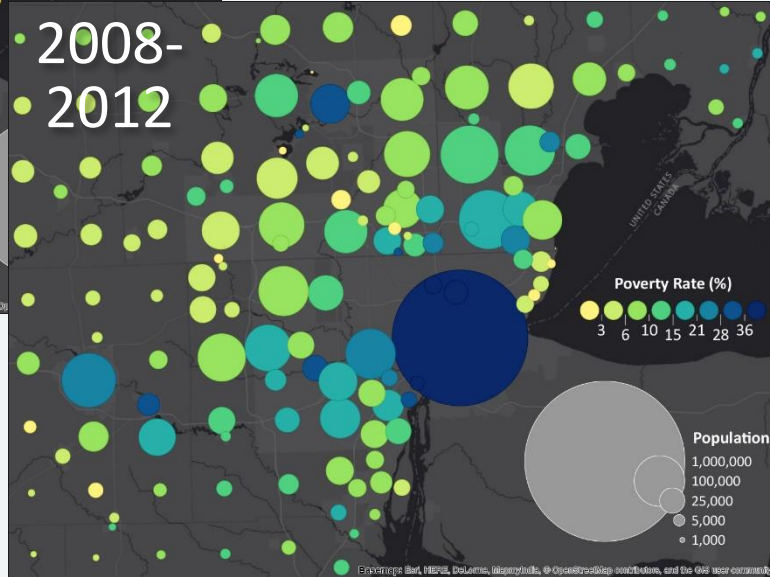 2008-
2012
UNITED STATES
CANADA
Poverty Rate (%)
3 6 10 15 21 28 36
Population
1,000,000
100,000
25,000
5,000
1,000
Basemap: Esri, HERE, DeLorme, MapmyIndia, © OpenStreetMap contributors, and the GIS user community